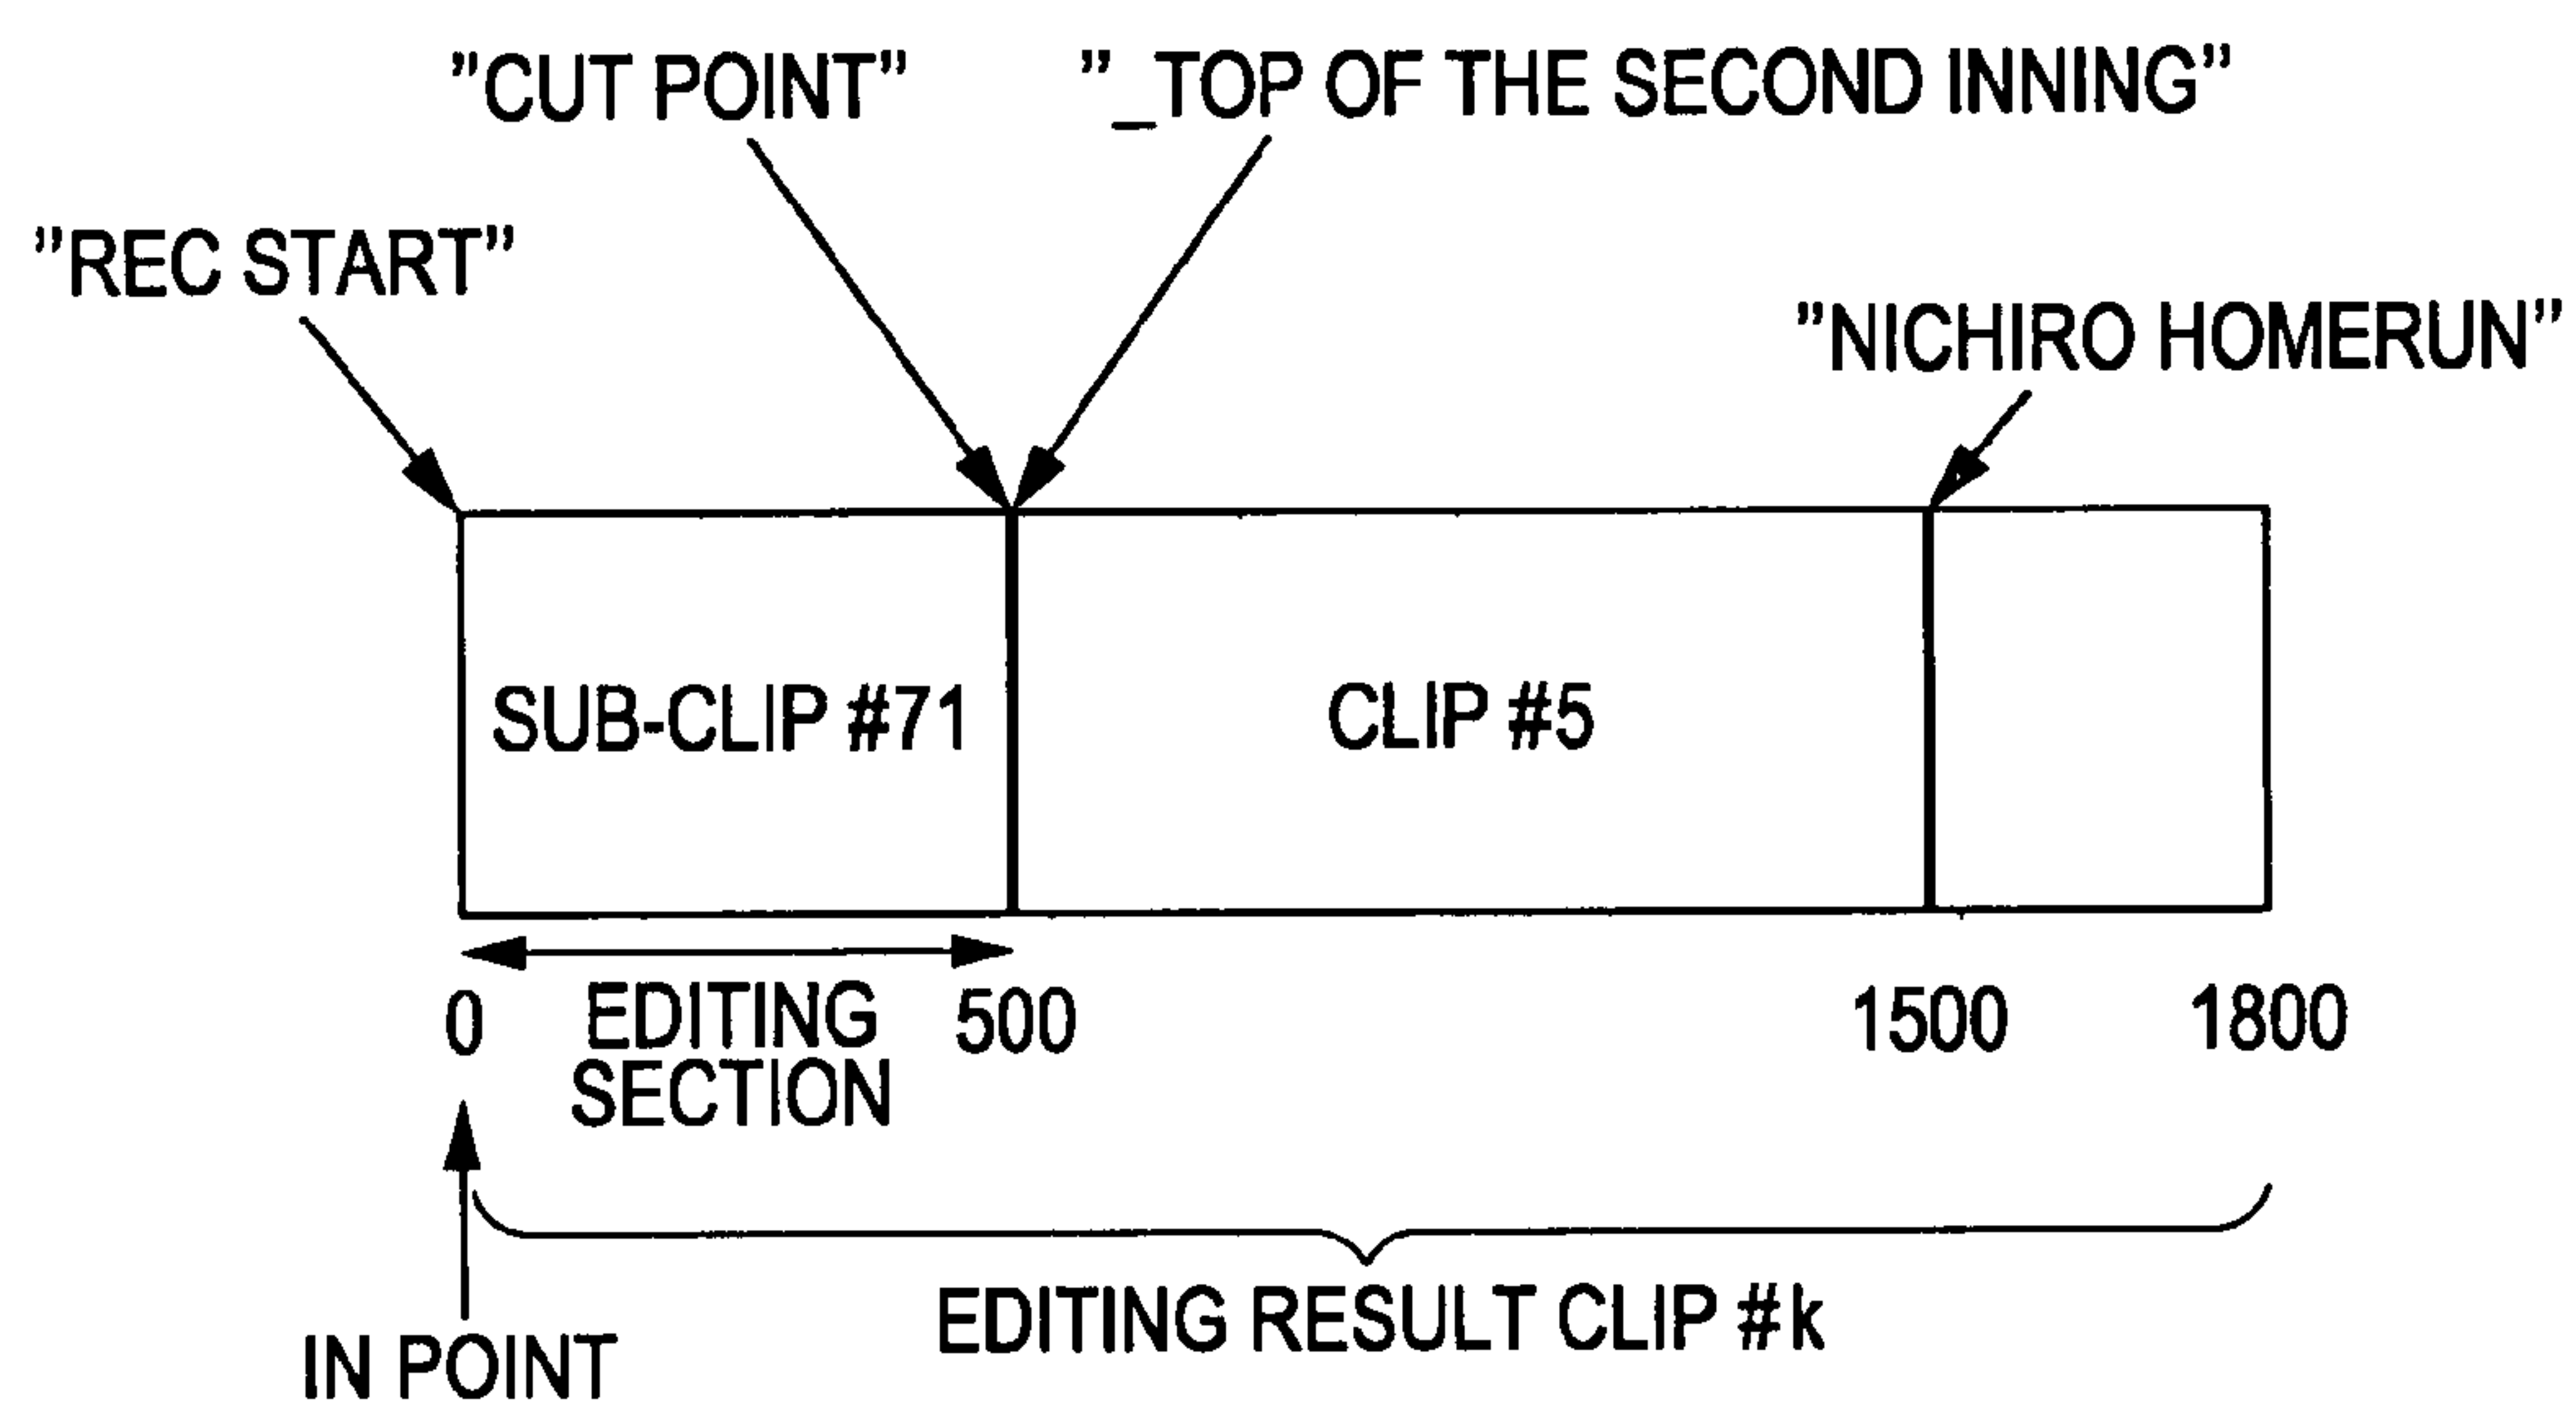 "CUT POINT"
"_TOP OF THE SECOND INNING"
"REC START"
"NICHIRO HOMERUN"
SUB-CLIP #71
CLIP #5
0
EDITING
SECTION
500
1500
1800
EDITING RESULT CLIP #k
IN POINT